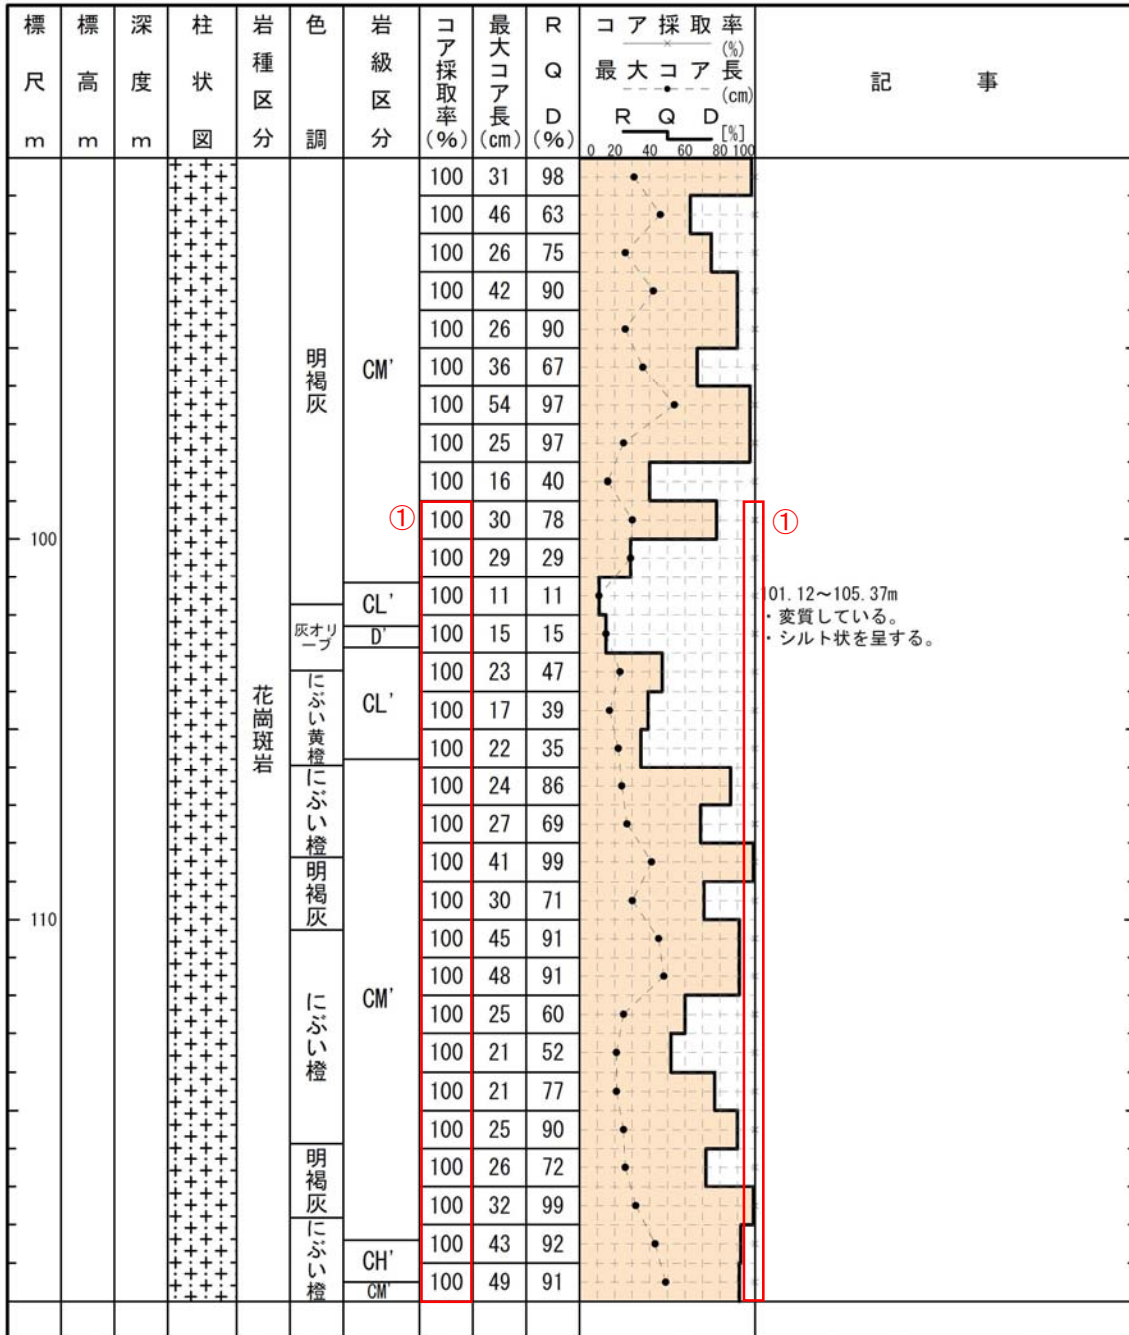 標尺m
標高m
深度m
柱状図
岩種区分
色調
岩級区分
コア採取率(%)
最大コア長(cm)
RQD(%)
コア採取率
(%)
最大コア長
(cm)
RQD
[%]
0 20 40 60 80 100
記事
100 31 98
100 46 63
100 26 75
100 42 90
100 26 90
100 36 67
100 54 97
100 25 97
100 16 40
① 100 30 78 ①
100
100 29 29
100 11 11
100 15 15
100 23 47
100 17 39
100 22 35
100 24 86
100 27 69
100 41 99
100 30 71
110
100 45 91
100 48 91
100 25 60
100 21 52
100 21 77
100 25 90
100 26 72
100 32 99
100 43 92
100 49 91
花崗斑岩
明褐灰
灰オリ
ーブ
にぶい黄橙
にぶい橙
明褐灰
にぶい橙
明褐灰
にぶい橙
CM'
CL'
D'
CL'
CM'
CH'
CM'
101.12～105.37m
・変質している。
・シルト状を呈する。